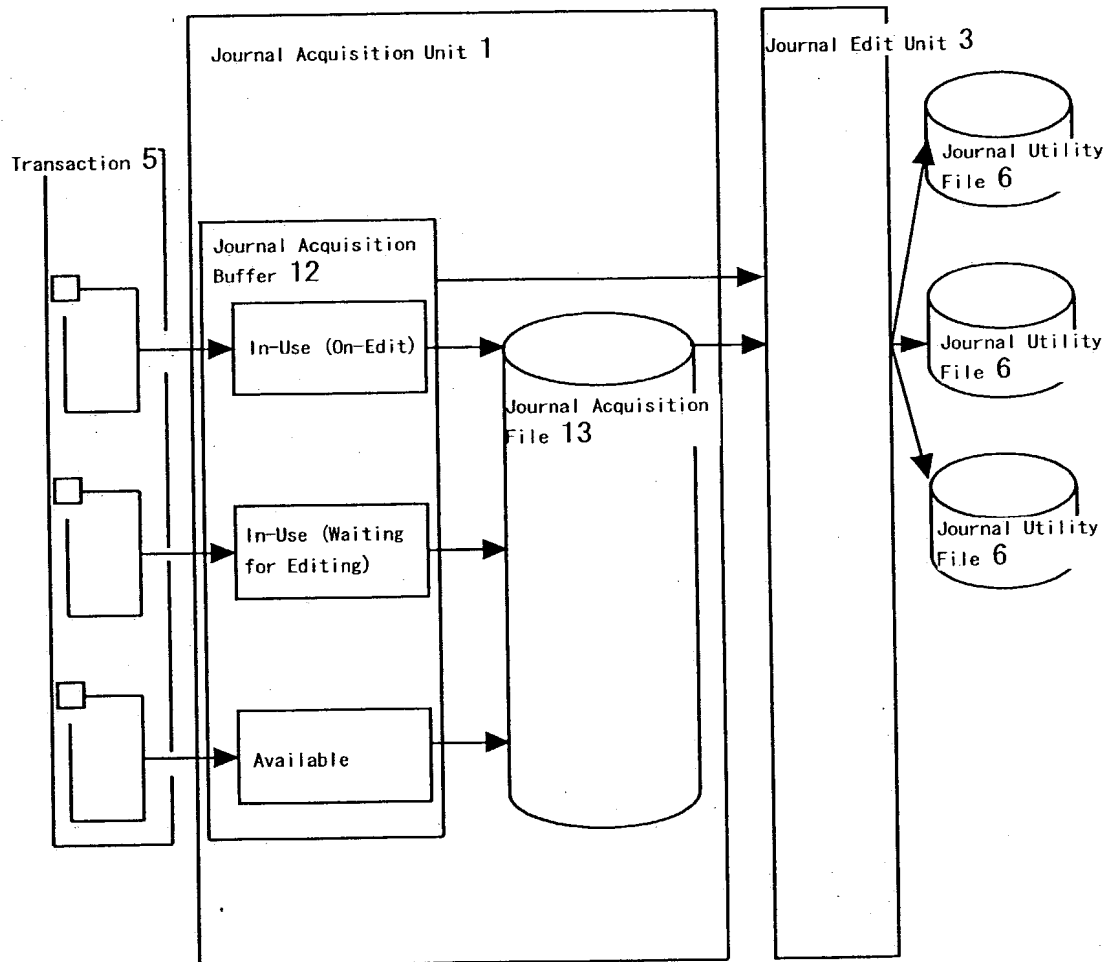 Journal Acquisition Unit 1
Journal Edit Unit 3
Transaction 5
Journal Utility
File 6
Journal Acquisition
Buffer 12
In-Use (On-Edit)
Journal Utility
File 6
Journal Acquisition
File 13
In-Use (Waiting
for Editing)
Journal Utility
File 6
Available